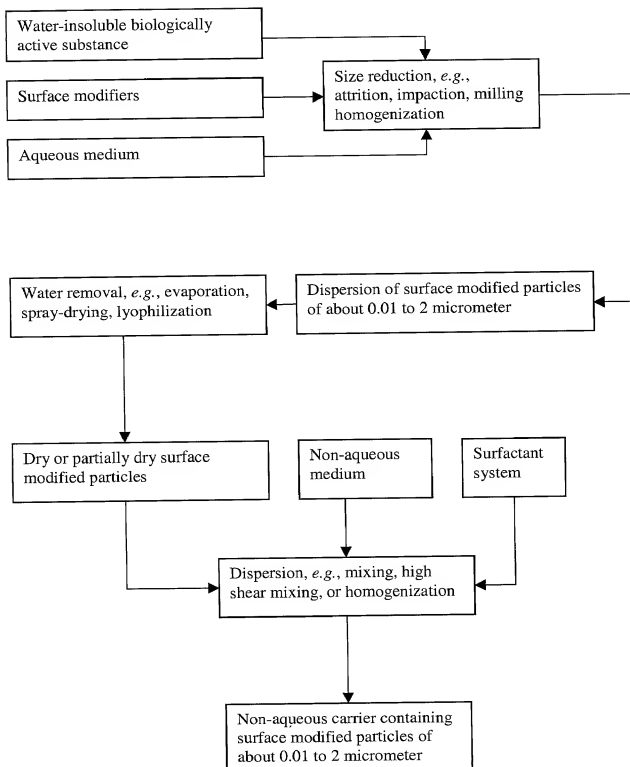 Water-insoluble biologically
active substance
Surface modifiers
Aqueous medium
Size reduction, e.g.,
attrition, impaction, milling
homogenization
Water removal, e.g., evaporation,
spray-drying, lyophilization
Dispersion of surface modified particles
of about 0.01 to 2 micrometer
Dry or partially dry surface
modified particles
Non-aqueous
medium
Surfactant
system
Dispersion, e.g., mixing, high
shear mixing, or homogenization
Non-aqueous carrier containing
surface modified particles of
about 0.01 to 2 micrometer